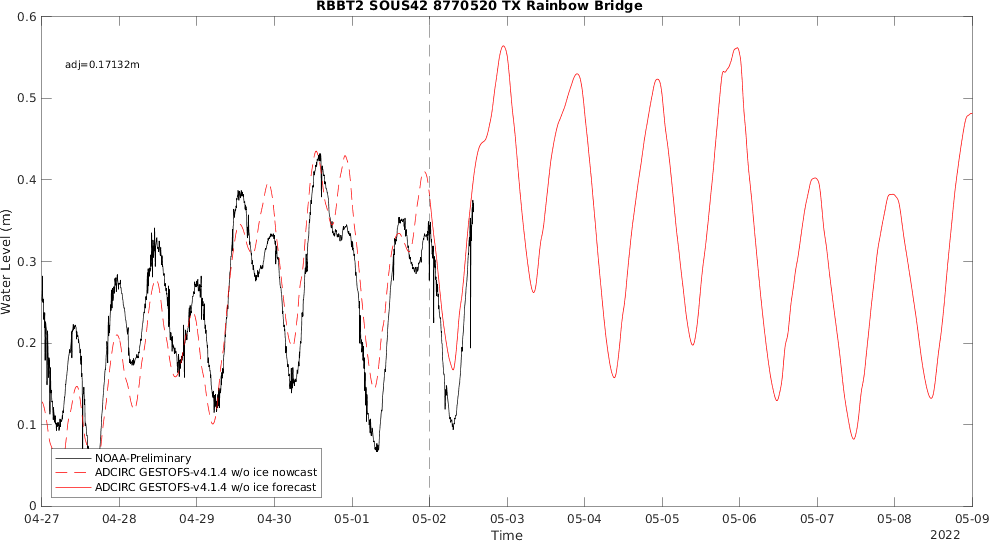 RBBT2 SOUS42 8770520 TX Rainbow Bridge
0.6
0.5
0.4
0.3
0.2
0.1
0
Water Level (m)
adj=0.17132m
NOAA-Preliminary
ADCIRC GESTOFS-v4.1.4 w/o ice nowcast
ADCIRC GESTOFS-v4.1.4 w/o ice forecast
04-27 04-28 04-29 04-30 05-01 05-02 05-03 05-04 05-05 05-06 05-07 05-08 05-09
Time
2022